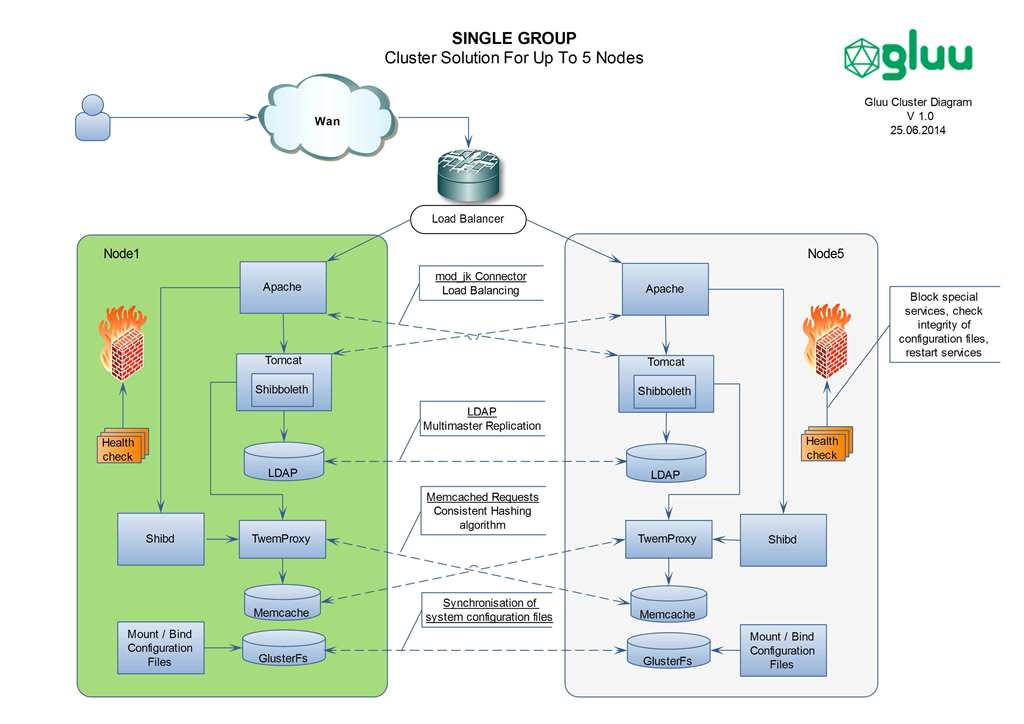 SINGLE GROUP
Cluster Solution For Up To 5 Nodes
gluu
Gluu Cluster Diagram
V 1.0
25.06.2014
Wan
Load Balancer
Node1
Apache
Tomcat
Shibboleth
LDAP
Health
check
Shibd
TwemProxy
Memcache
Mount / Bind
Configuration
Files
GlusterFs
mod_jk Connector
Load Balancing
LDAP
Multimaster Replication
Memcached Requests
Consistent Hashing
algorithm
Synchronisation of
system configuration files
Node5
Apache
Tomcat
Shibboleth
LDAP
Health
check
TwemProxy
Shibd
Memcache
GlusterFs
Mount / Bind
Configuration
Files
Block special
services, check
integrity of
configuration files,
restart services